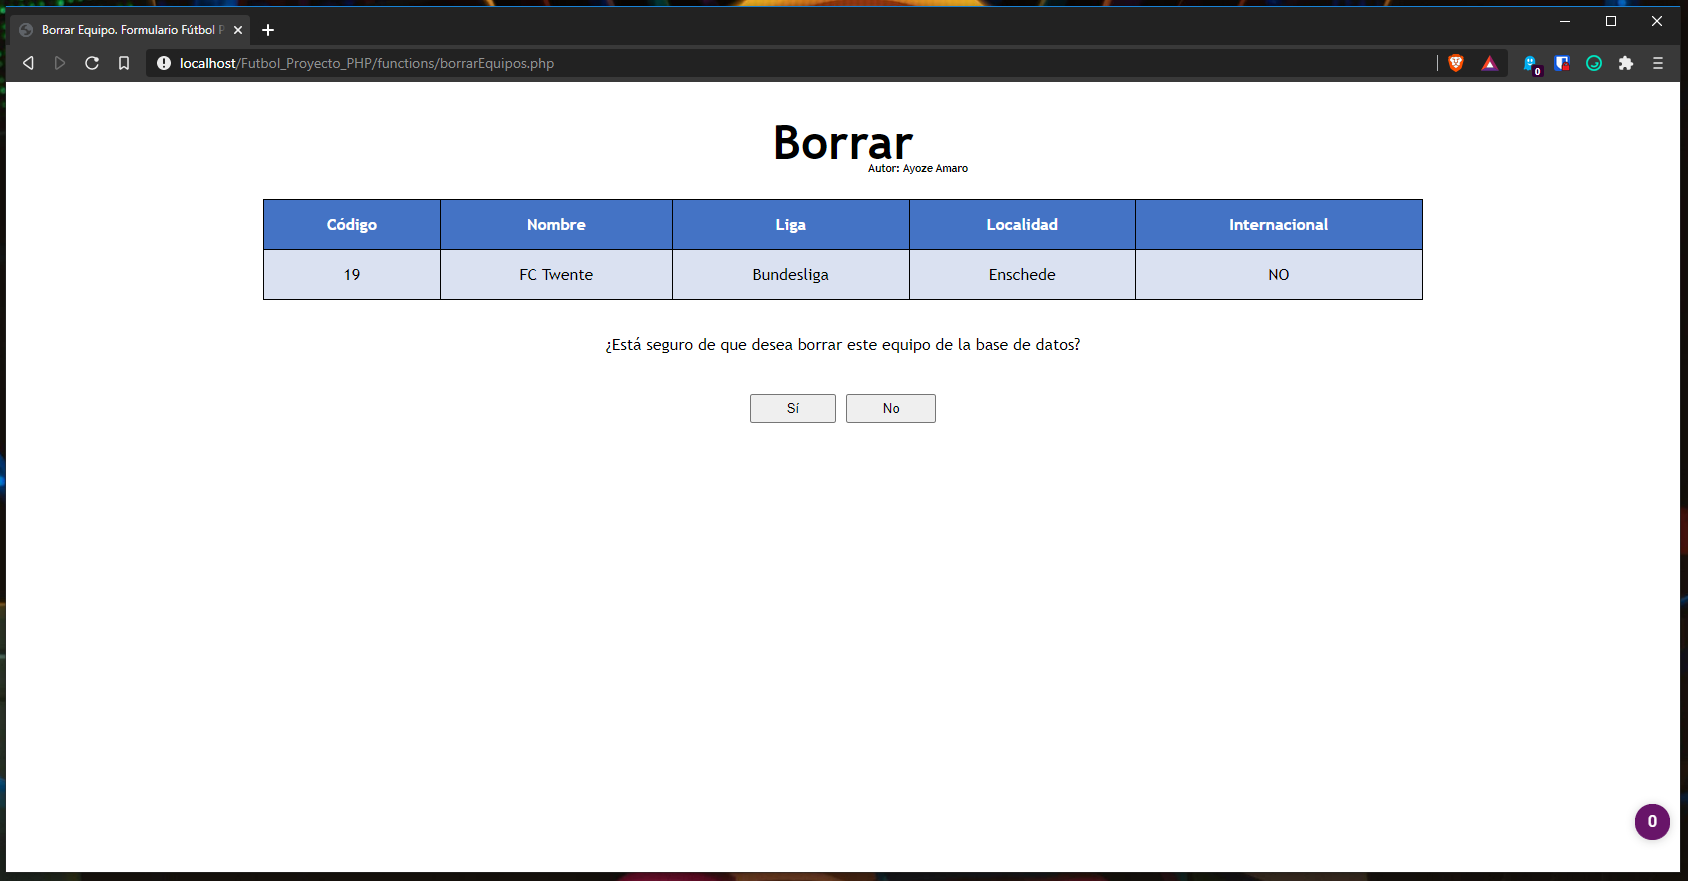 Borrar Equipo. Formulario Fútbol P
localhost/Futbol_Proyecto_PHP/functions/borrarEquipos.php
0
Borrar
Autor: Ayoze Amaro
Código Nombre Liga Localidad Internacional
19 FC Twente Bundesliga Enschede NO
¿Está seguro de que desea borrar este equipo de la base de datos?
Sí No
0